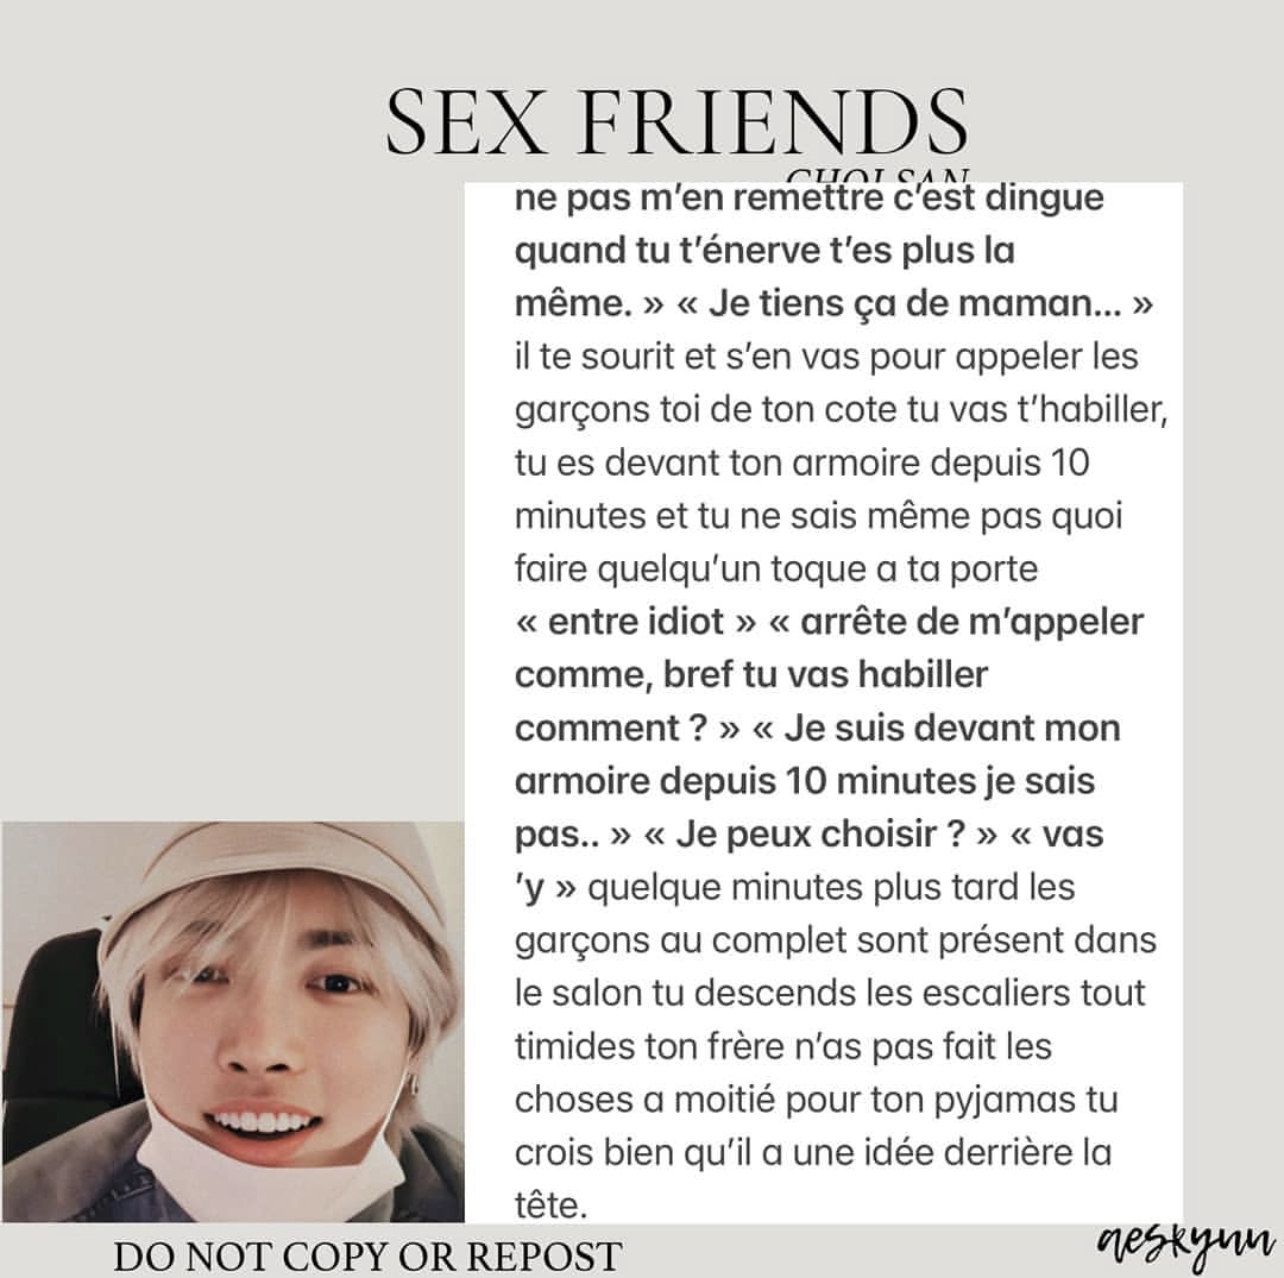 SEX FRIENDS
CHOI SAN
ne pas m’en remettre c’est dingue
quand tu t’énerve t’es plus la
même. » « Je tiens ça de maman... »
il te sourit et s’en vas pour appeler les
garçons toi de ton cote tu vas t’habiller,
tu es devant ton armoire depuis 10
minutes et tu ne sais même pas quoi
faire quelqu’un toque a ta porte
« entre idiot » « arrête de m’appeler
comme, bref tu vas habiller
comment ? » « Je suis devant mon
armoire depuis 10 minutes je sais
pas.. » « Je peux choisir ? » « vas
’y » quelque minutes plus tard les
garçons au complet sont présent dans
le salon tu descends les escaliers tout
timides ton frère n’as pas fait les
choses a moitié pour ton pyjamas tu
crois bien qu’il a une idée derrière la
tête.
DO NOT COPY OR REPOST
aeskynn